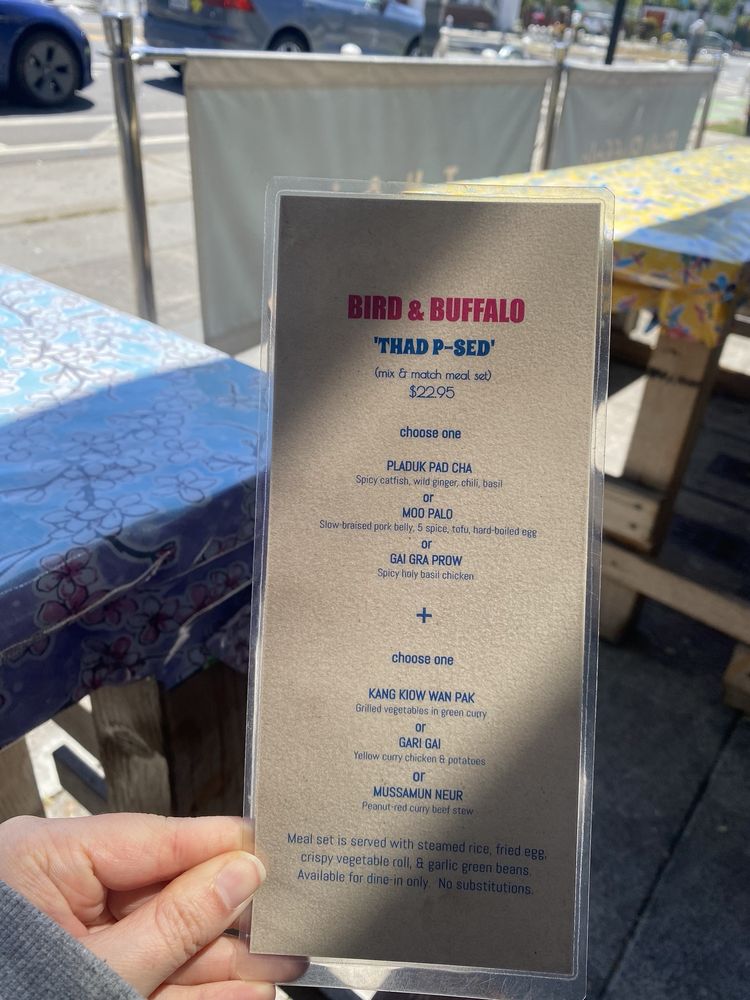 BIRD & BUFFALO
'THAD P-SED'
(mix & match meal set)
$22.95
choose one
PLADUK PAD CHA
Spicy catfish, wild ginger, chili, basil
or
MOO PALO
Slow-braised pork belly, 5 spice, tofu, hard-boiled egg
or
GAI GRA PROW
Spicy holy basil chicken
+
choose one
KANG KIOW WAN PAK
Grilled vegetables in green curry
or
GARI GAI
Yellow curry chicken & potatoes
or
MUSSAMUN NEUR
Peanut-red curry beef stew
Meal set is served with steamed rice, fried egg,
crispy vegetable roll, & garlic green beans.
Available for dine-in only. No substitutions.